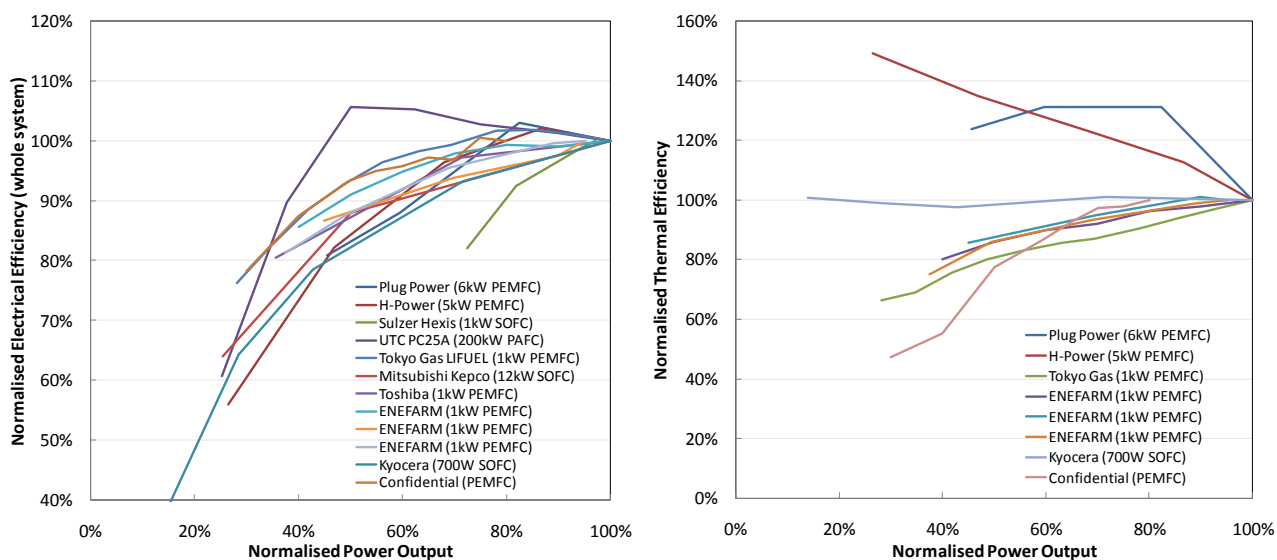 120%
110%
100%
90%
80%
70%
60%
50%
40%
Normalised Electrical Efficiency (whole system)
Plug Power (6kW PEMFC)
H-Power (5kW PEMFC)
Sulzer Hexis (1kW SOFC)
UTC PC25A (200kW PAFC)
Tokyo Gas LIFUEL (1kW PEMFC)
Mitsubishi Kepco (12kW SOFC)
Toshiba (1kW PEMFC)
ENEFARM (1kW PEMFC)
ENEFARM (1kW PEMFC)
ENEFARM (1kW PEMFC)
Kyocera (700W SOFC)
Confidential (PEMFC)
0% 20% 40% 60% 80% 100%
Normalised Power Output
160%
140%
120%
100%
80%
60%
40%
20%
0%
Normalised Thermal Efficiency
Plug Power (6kW PEMFC)
H-Power (5kW PEMFC)
Tokyo Gas (1kW PEMFC)
ENEFARM (1kW PEMFC)
ENEFARM (1kW PEMFC)
ENEFARM (1kW PEMFC)
Kyocera (700W SOFC)
Confidential (PEMFC)
0% 20% 40% 60% 80% 100%
Normalised Power Output